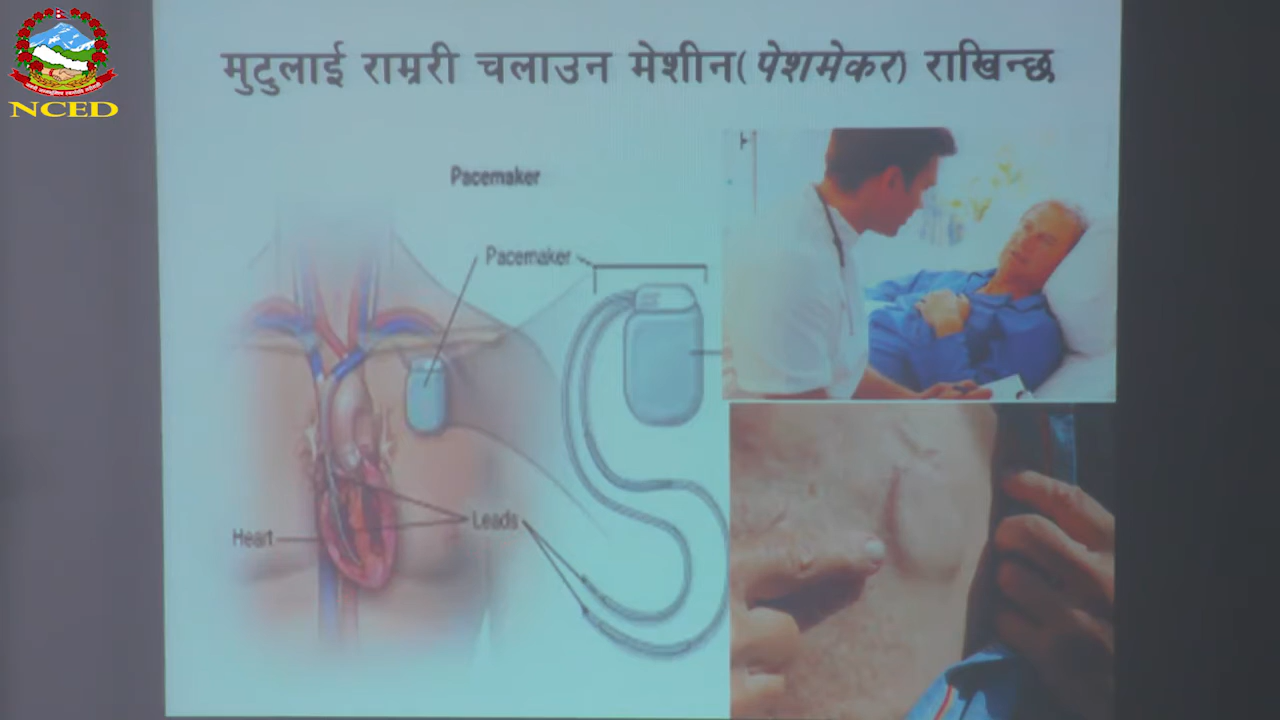 NCED
मुटुलाई राम्ररी चलाउन मेशीन(पेशमेकर) राखिन्छ
Pacemaker
Pacemaker
Leads
Heart